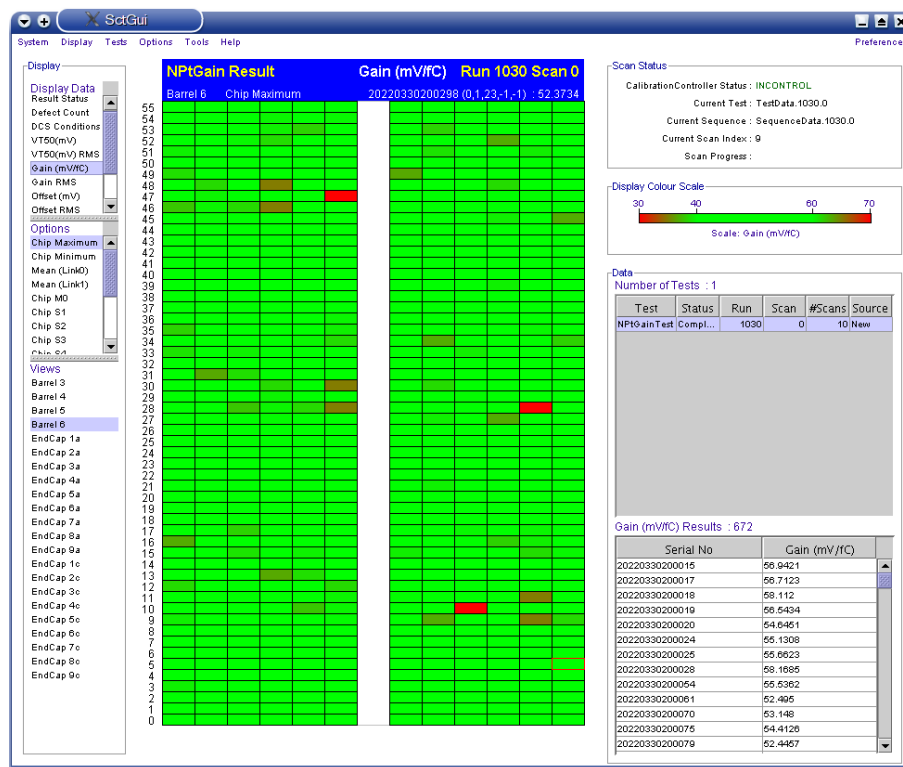 SctGui
System Display Tests Options Tools Help Preference
Display
Display Data
Result Status
Defect Count
DCS Conditions
VT50(mV)
VT50(mV) RMS
Gain (mV/fC)
Gain RMS
Offset (mV)
Offset RMS
Options
Chip Maximum
Chip Minimum
Mean (Link0)
Mean (Link1)
Chip M0
Chip S1
Chip S2
Chip S3
Chip S4
Views
Barrel 3
Barrel 4
Barrel 5
Barrel 6
EndCap 1a
EndCap 2a
EndCap 3a
EndCap 4a
EndCap 5a
EndCap 6a
EndCap 7a
EndCap 8a
EndCap 9a
EndCap 1c
EndCap 2c
EndCap 3c
EndCap 4c
EndCap 5c
EndCap 6c
EndCap 7c
EndCap 8c
EndCap 9c
NPtGain Result Gain (mV/fC) Run 1030 Scan 0
Barrel 6 Chip Maximum 20220330200298 (0,1,23,-1,-1) : 52.3734
55
54
53
52
51
50
49
48
47
46
45
44
43
42
41
40
39
38
37
36
35
34
33
32
31
30
29
28
27
26
25
24
23
22
21
20
19
18
17
16
15
14
13
12
11
10
9
8
7
6
5
4
3
2
1
0
Scan Status
CalibrationController Status : INCONTROL
Current Test : TestData.1030.0
Current Sequence : SequenceData.1030.0
Current Scan Index : 9
Scan Progress :
Display Colour Scale
30 40 60 70
Scale: Gain (mV/fC)
Data
Number of Tests : 1
Test Status Run Scan #Scans Source
NPtGainTest Compl... 1030 0 10 New
Gain (mV/fC) Results : 672
Serial No Gain (mV/fC)
20220330200015 56.9421
20220330200017 56.7123
20220330200018 58.112
20220330200019 56.5434
20220330200020 54.6451
20220330200024 55.1308
20220330200025 55.6623
20220330200028 58.1685
20220330200054 55.5362
20220330200061 52.495
20220330200070 53.148
20220330200075 54.4126
20220330200079 52.4457